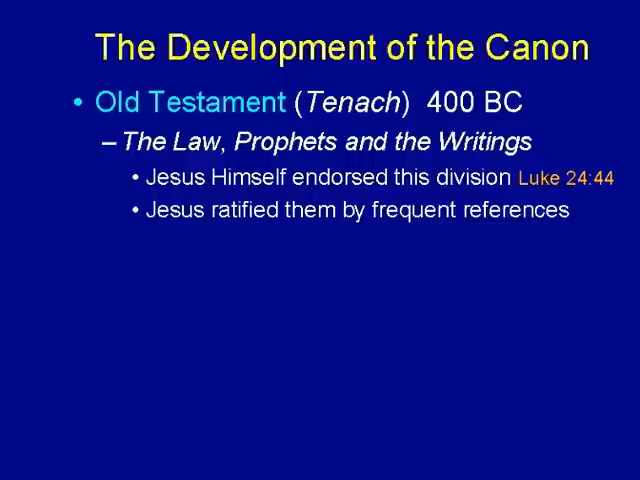 The Development of the Canon
• Old Testament (Tenach) 400 BC
– The Law, Prophets and the Writings
• Jesus Himself endorsed this division Luke 24:44
• Jesus ratified them by frequent references